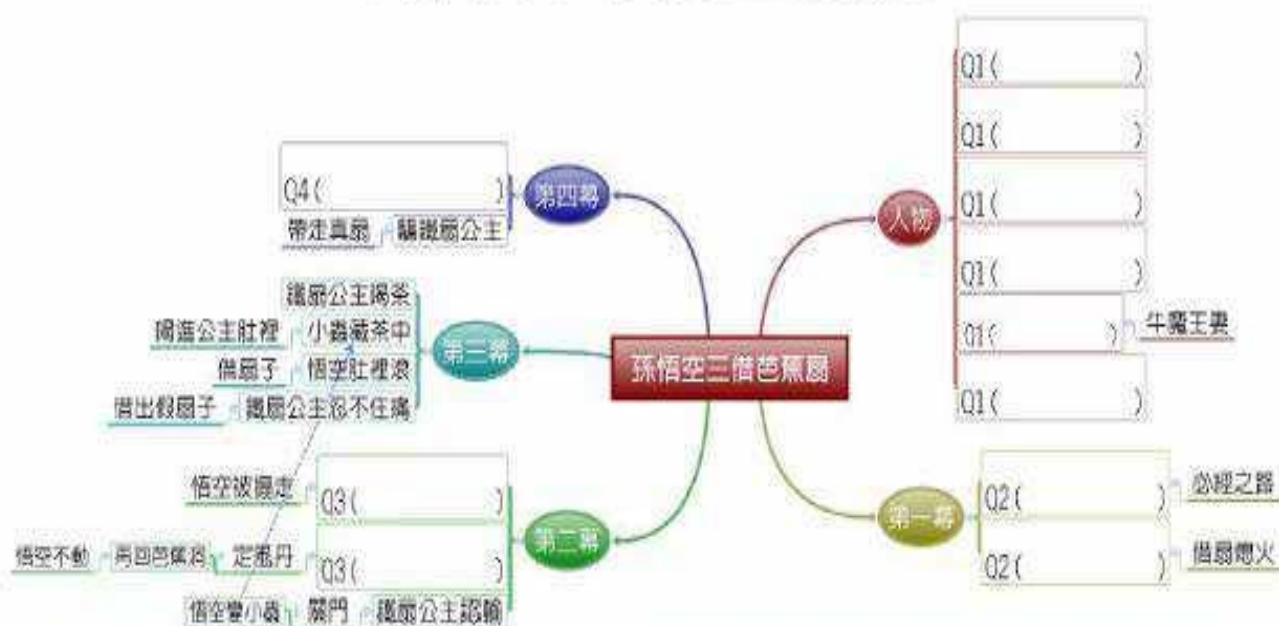 孫悟空三借芭蕉扇
人物
Q1( )
Q1( )
Q1( )
Q1( )
Q1( )
牛魔王妻
Q1( )
第一幕
Q2( )
必經之路
Q2( )
借扇熄火
第二幕
Q3( )
悟空被搧走
Q3( )
定風丹
再回芭蕉洞
悟空不動
鐵扇公主認輸
關門
悟空變小蟲
第三幕
鐵扇公主喝茶
小蟲藏茶中
喝進公主肚裡
悟空肚裡滾
借扇子
鐵扇公主忍不住痛
借出假扇子
第四幕
Q4( )
騙鐵扇公主
帶走真扇